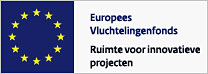 Europees
Vluchtelingenfonds
Ruimte voor innovatieve
projecten